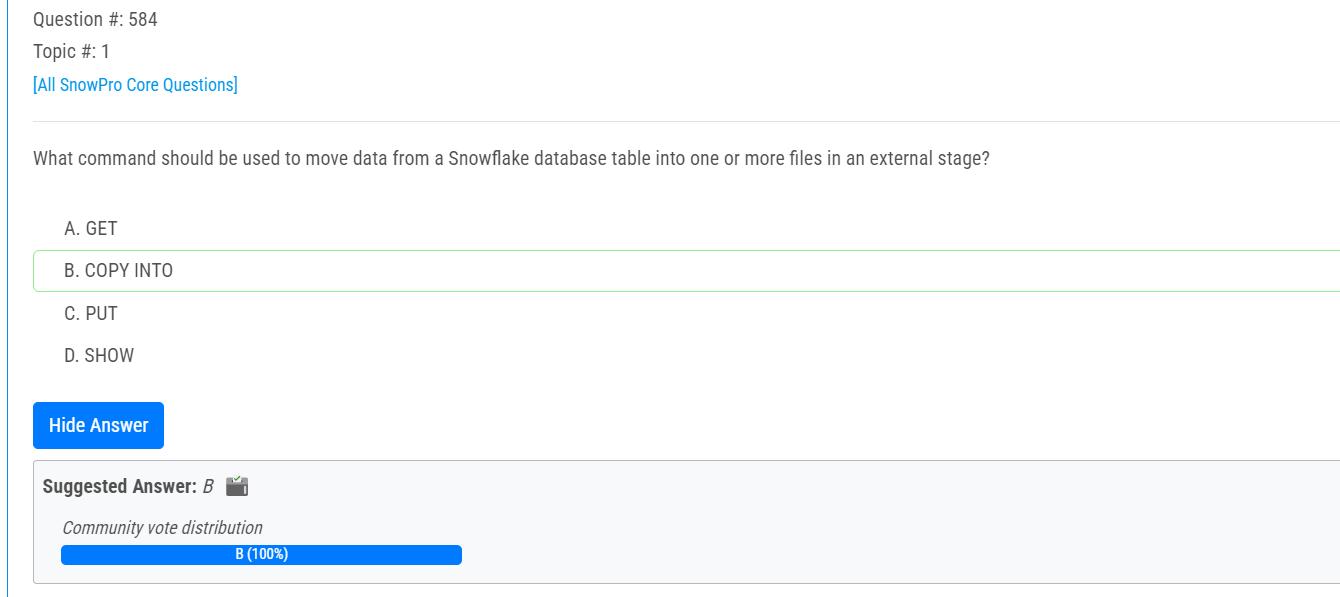 Question #: 584
Topic #: 1
[All SnowPro Core Questions]
What command should be used to move data from a Snowflake database table into one or more files in an external stage?
A. GET
B. COPY INTO
C. PUT
D. SHOW
Hide Answer
Suggested Answer: B
Community vote distribution
B (100%)